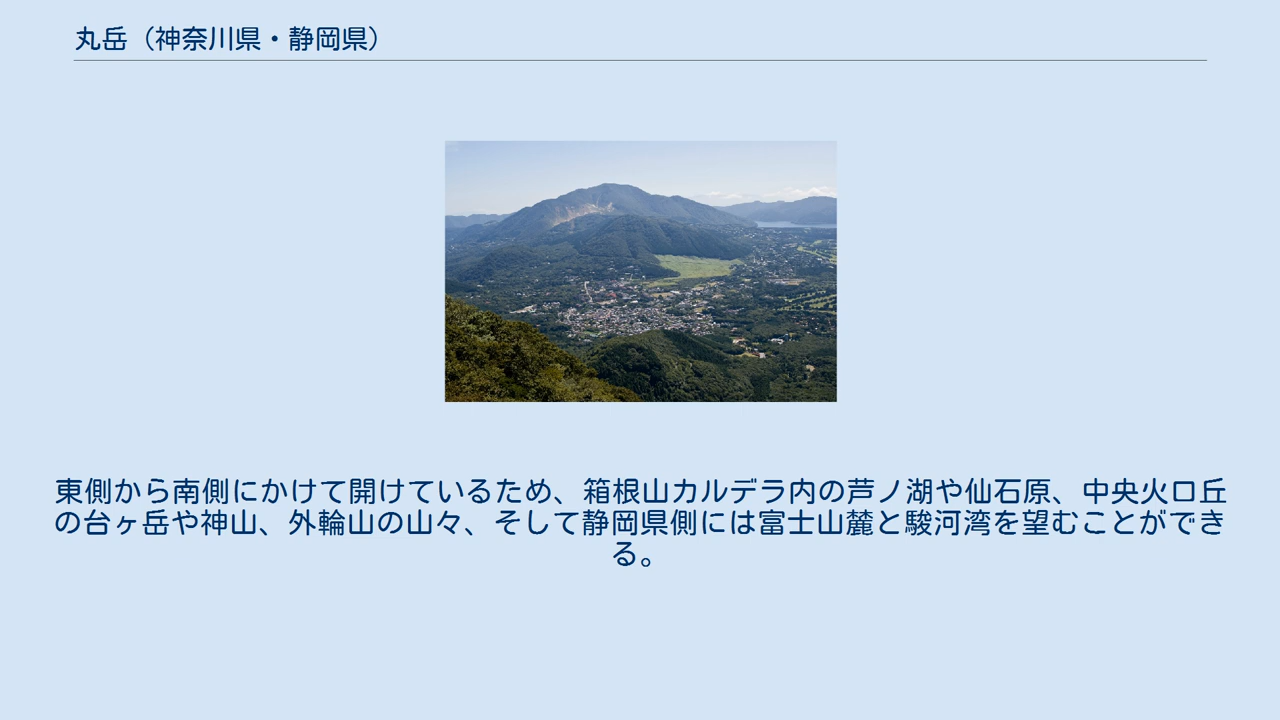 丸岳（神奈川県・静岡県）
東側から南側にかけて開けているため、箱根山カルデラ内の芦ノ湖や仙石原、中央火口丘
の台ヶ岳や神山、外輪山の山々、そして静岡県側には富士山麓と駿河湾を望むことができ
る。